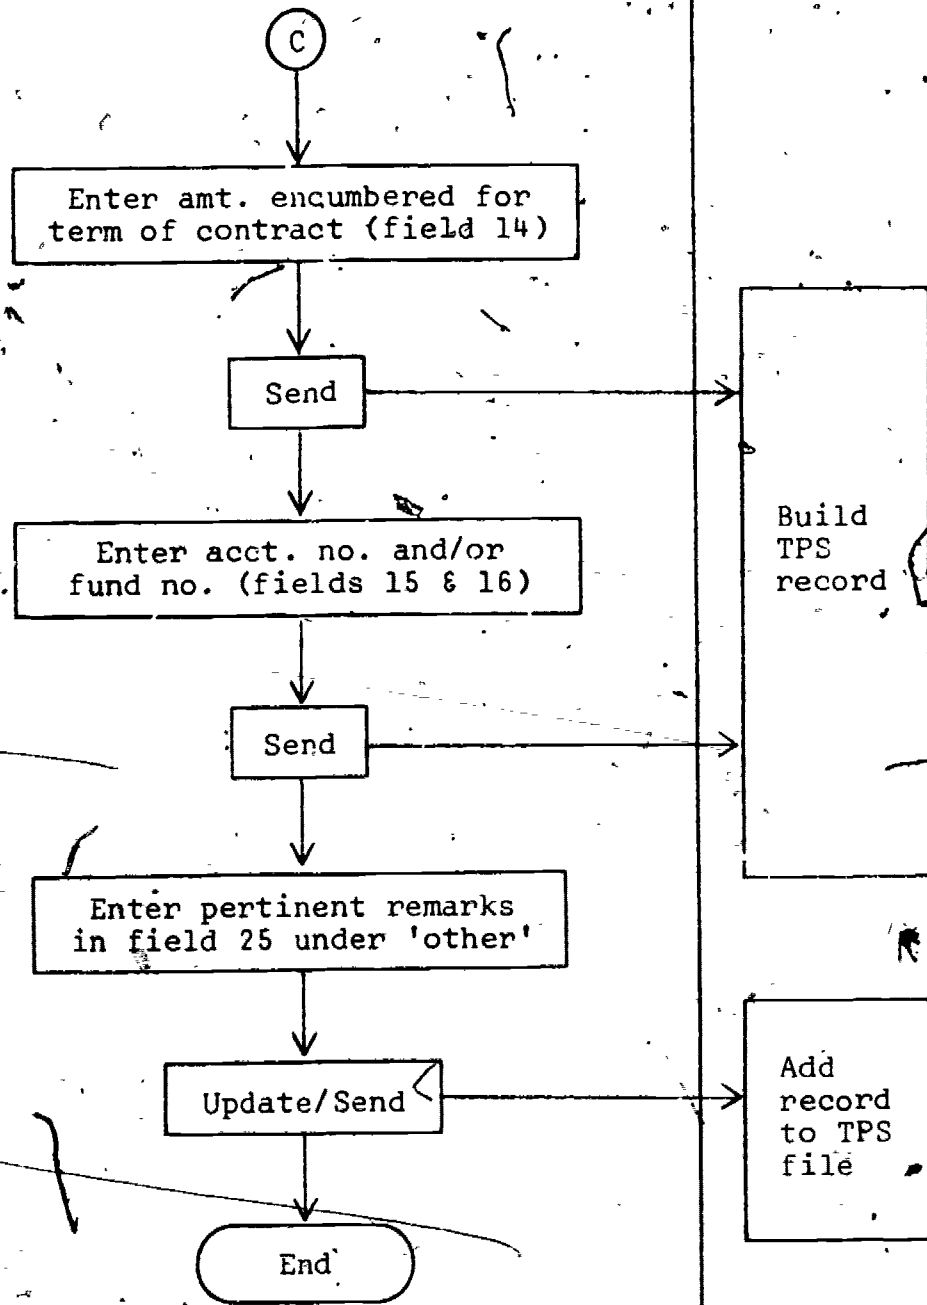 C
Enter amt. encumbered for
term of contract (field 14)
Send
Build
TPS
record
Enter acct. no. and/or
fund no. (fields 15 & 16)
Send
Enter pertinent remarks
in field 25 under 'other'
Update/Send
Add
record
to TPS
file
End